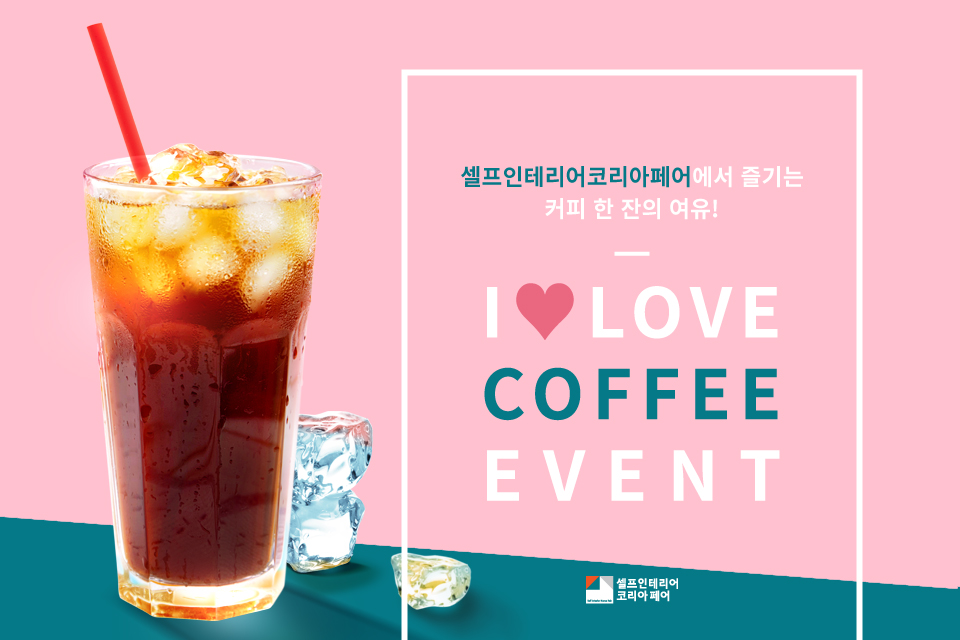 셀프인테리어코리아페어에서 즐기는
커피 한 잔의 여유!
I♥LOVE
COFFEE
EVENT
셀프인테리어
코리아페어